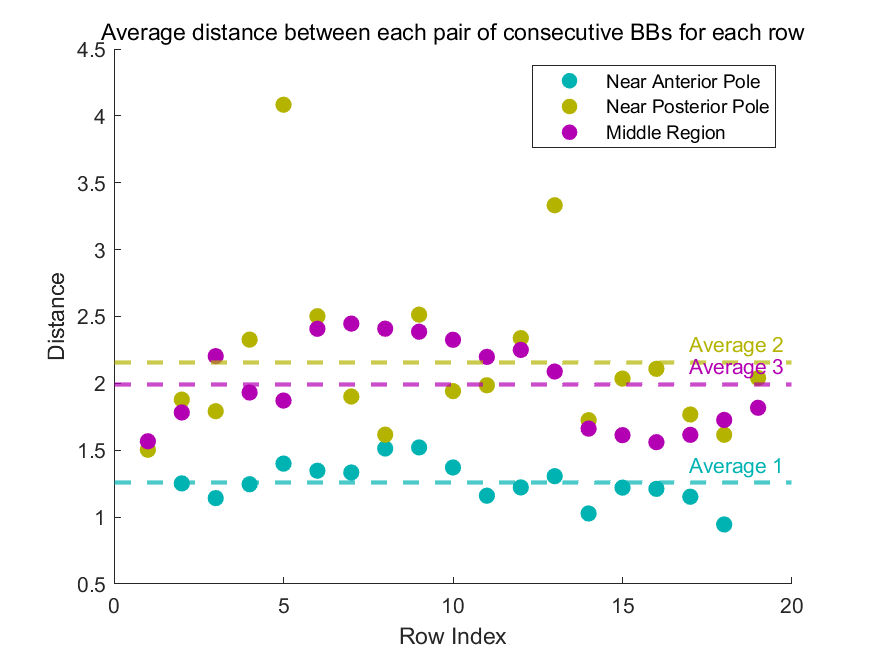 Average distance between each pair of consecutive BBs for each row
4.5
4
3.5
3
2.5
2
1.5
1
0.5
Distance
Near Anterior Pole
Near Posterior Pole
Middle Region
Average 2
Average 3
Average 1
0
5
10
15
20
Row Index